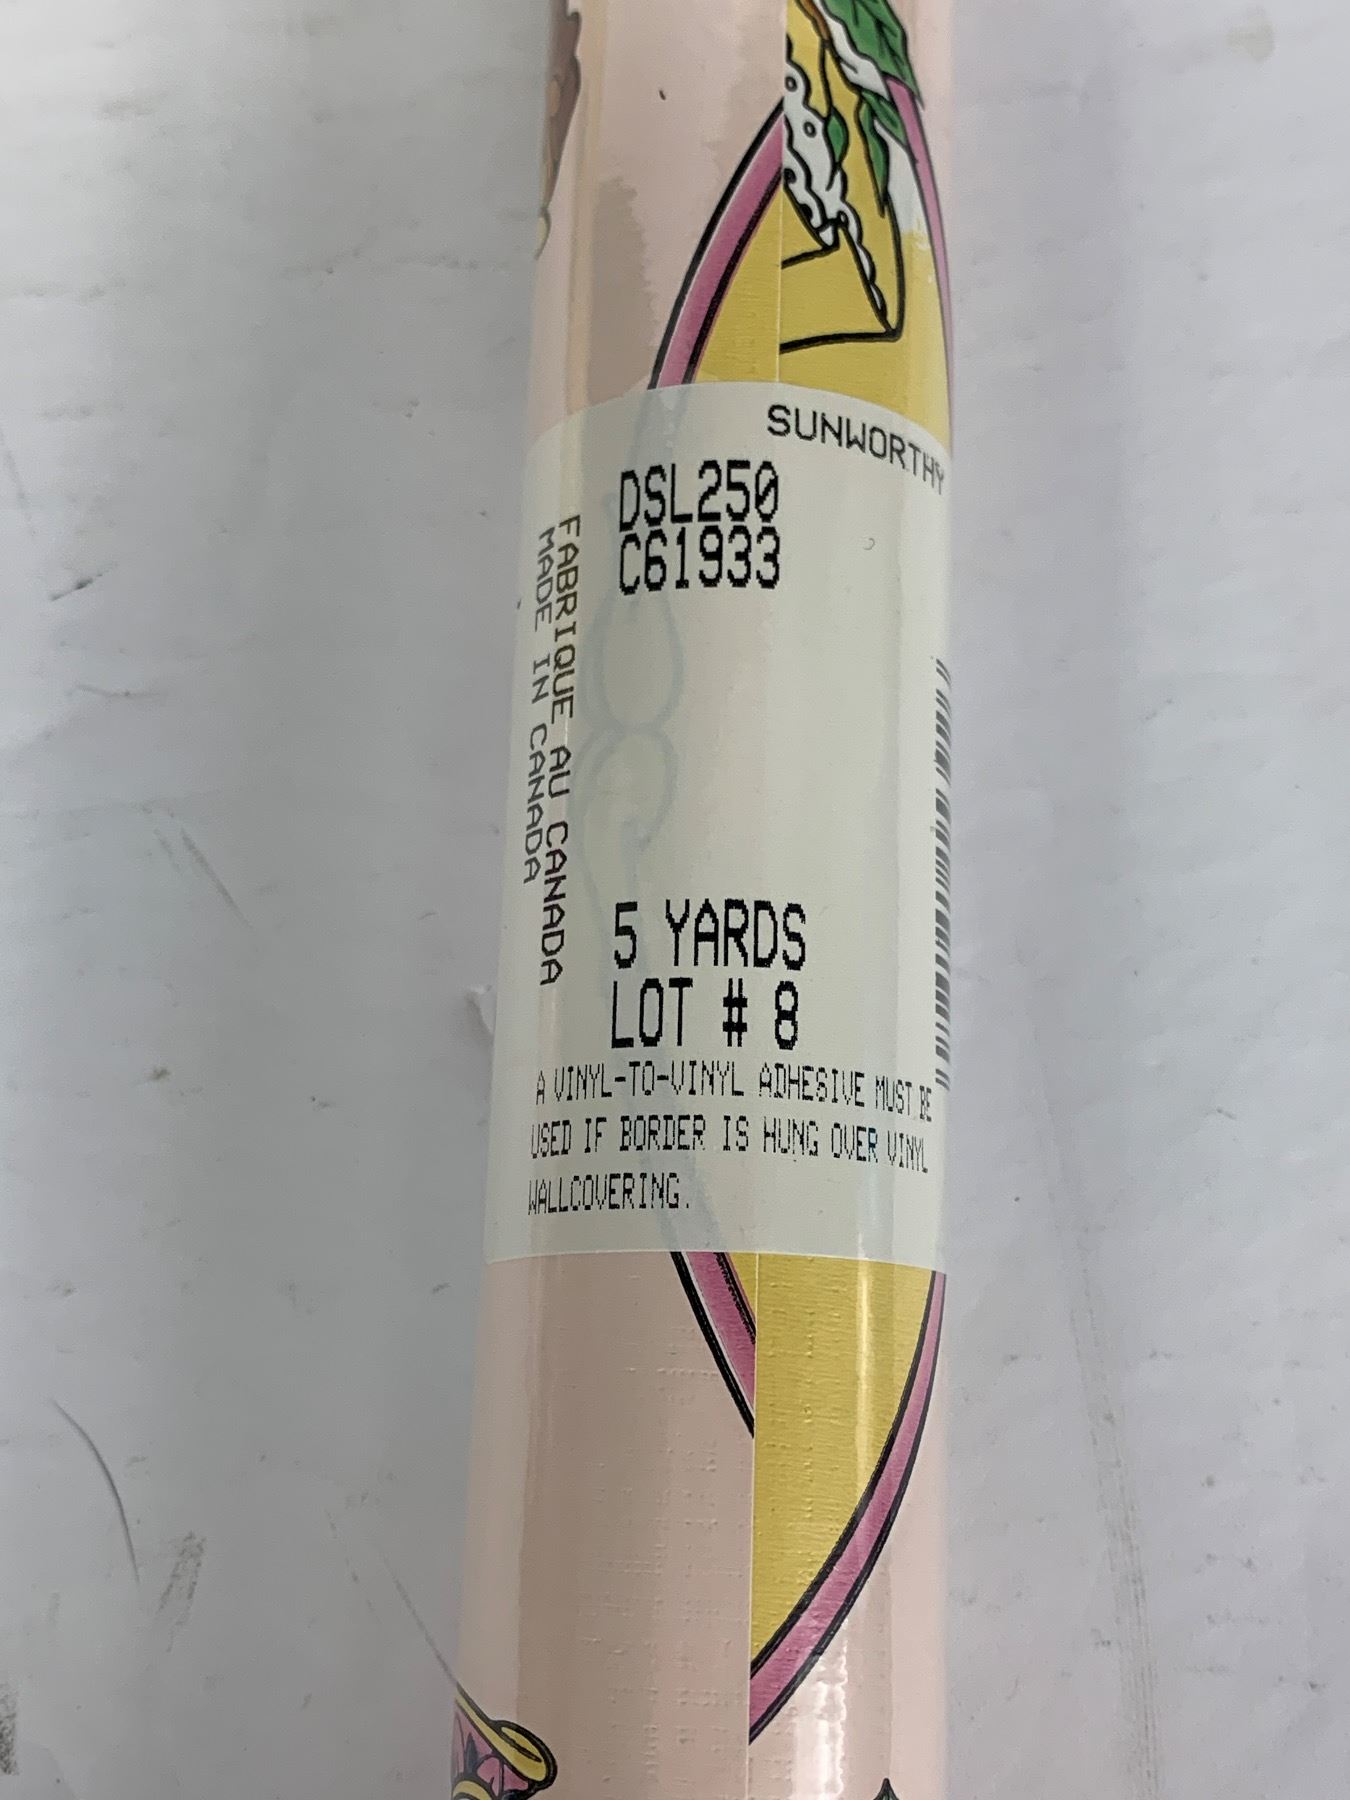 SUNWORTHY
DSL250
C61933
FABRIQUE AU CANADA
MADE IN CANADA
5 YARDS
LOT # 8
A VINYL-TO-VINYL ADHESIVE MUST BE
USED IF BORDER IS HUNG OVER VINYL
WALLCOVERING.